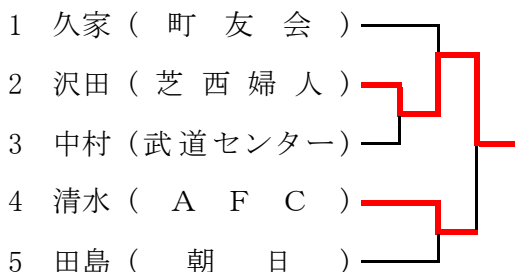 1 久家 ( 町 友 会 )
2 沢田 ( 芝 西 婦 人 )
3 中村 (武道センター)
4 清水 ( A F C )
5 田島 ( 朝 日 )